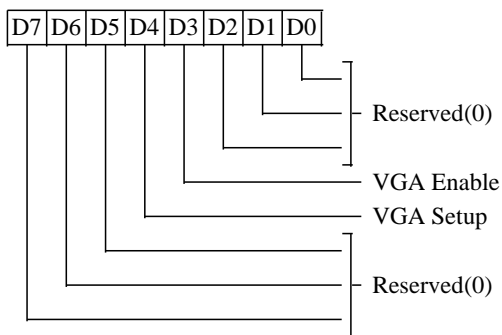 D7 D6 D5 D4 D3 D2 D1 D0
Reserved(0)
VGA Enable
VGA Setup
Reserved(0)